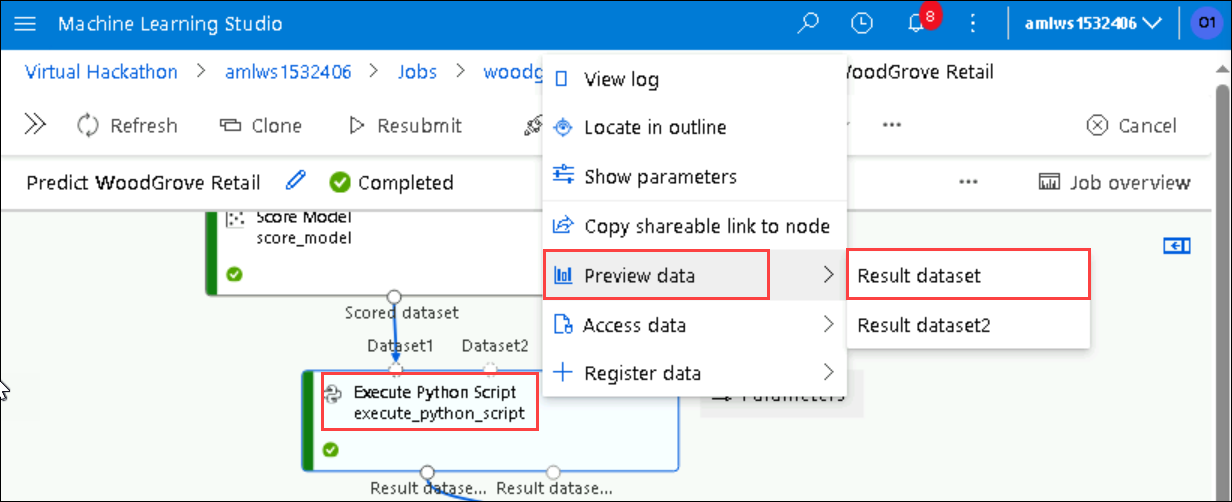 Machine Learning Studio
8
amlws1532406
O1
Virtual Hackathon > amlws1532406 > Jobs > woodg
WoodGrove Retail
Refresh
Clone
Resubmit
...
Cancel
Predict WoodGrove Retail
Completed
...
Job overview
View log
Locate in outline
Show parameters
Copy shareable link to node
Preview data
Access data
Register data
Result dataset
Result dataset2
Score Model
score_model
Scored dataset
Dataset1
Dataset2
Execute Python Script
execute_python_script
Parameters
Result datase...
Result datase...